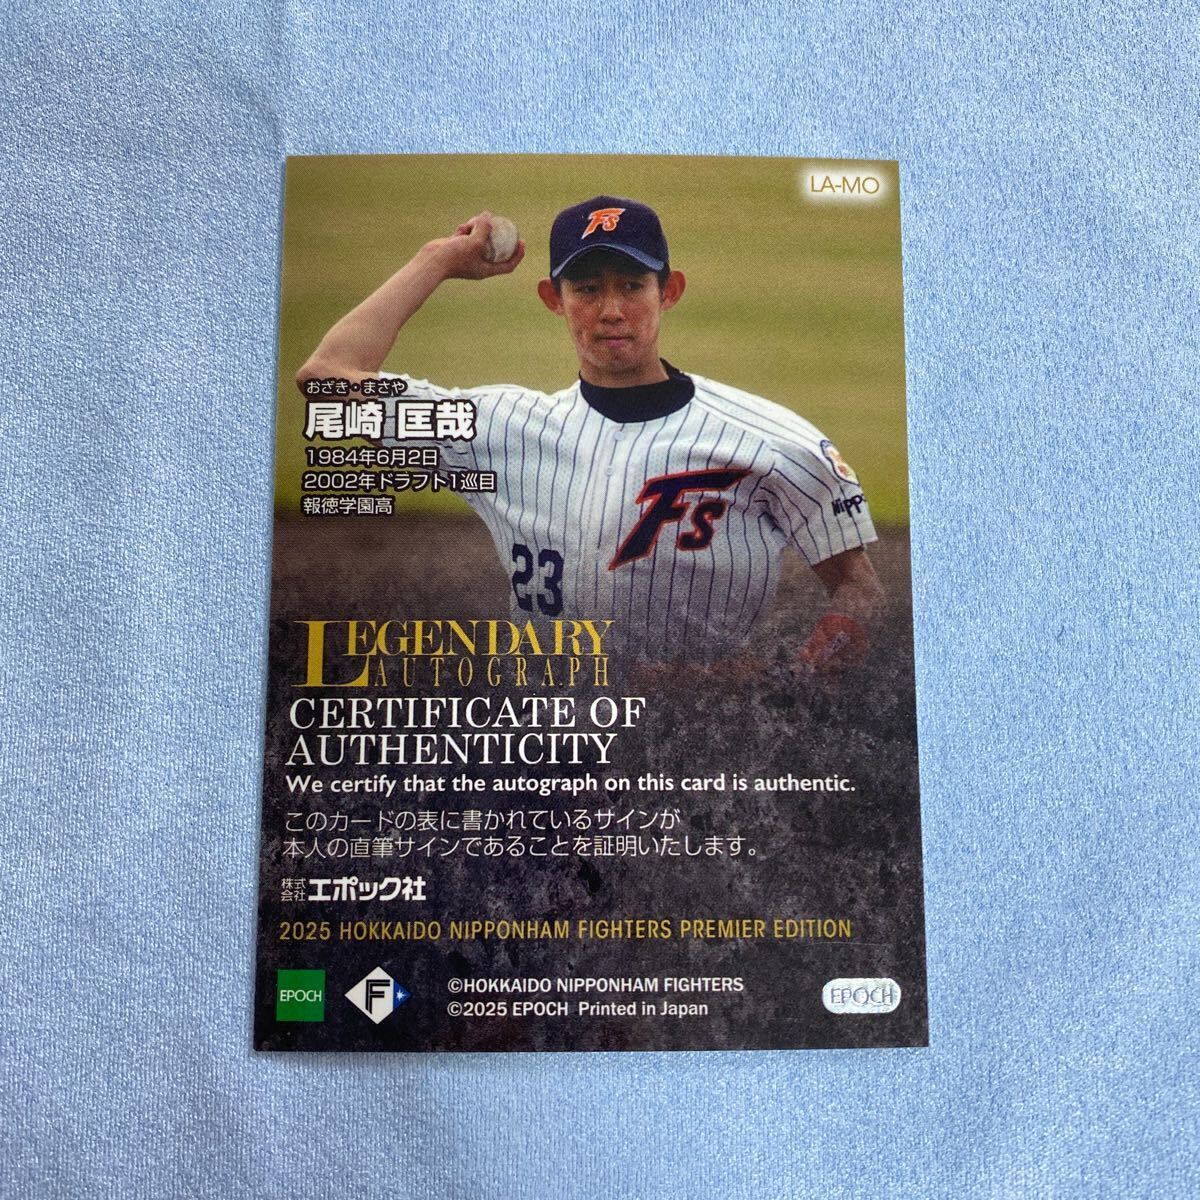 LA-MO
Fs
おざき・まさや
尾崎 匡哉
1984年6月2日
2002年ドラフト1巡目
報徳学園高
Fs
23
LEGENDARY
AUTOGRAPH
CERTIFICATE OF
AUTHENTICITY
We certify that the autograph on this card is authentic.
このカードの表に書かれているサインが
本人の直筆サインであることを証明いたします。
株式会社エポック社
2025 HOKKAIDO NIPPONHAM FIGHTERS PREMIER EDITION
EPOCH
F
©HOKKAIDO NIPPONHAM FIGHTERS
©2025 EPOCH Printed in Japan
EPOCH